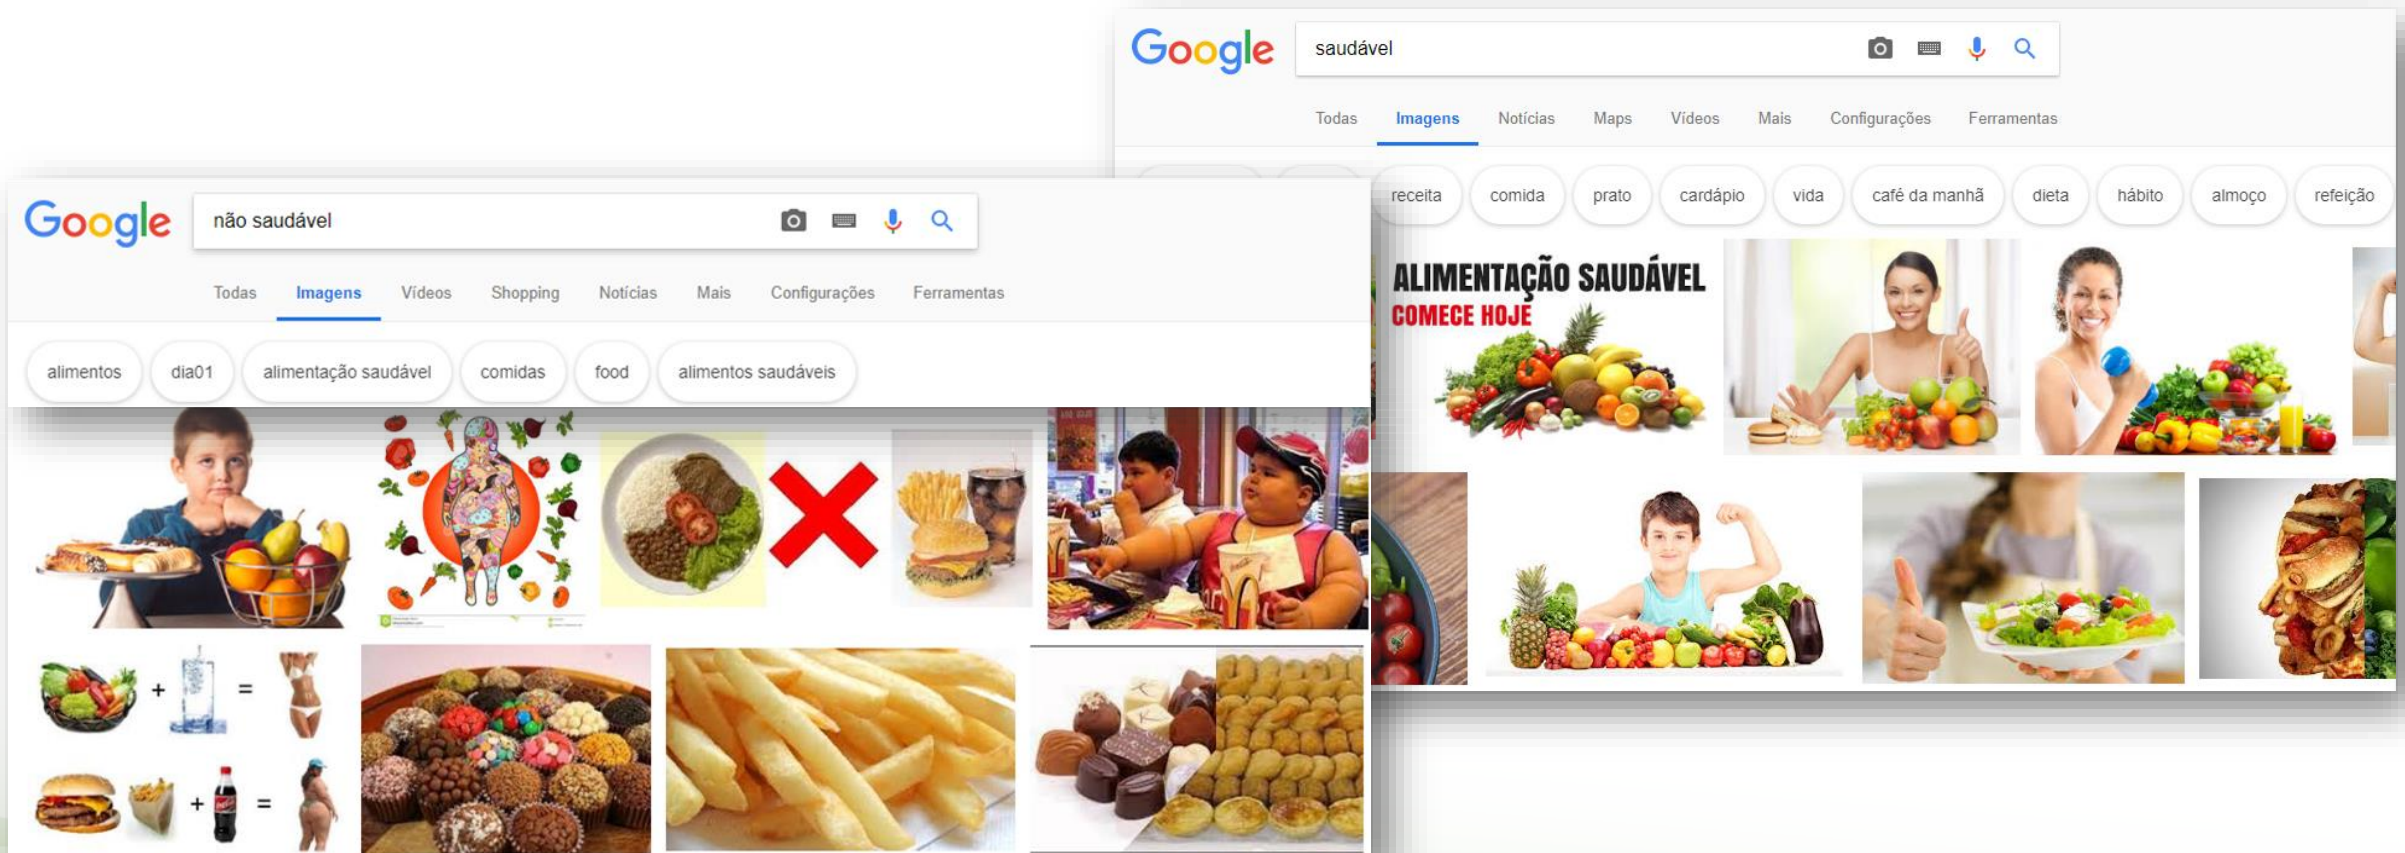 Google
saudável
Todas Imagens Notícias Maps Vídeos Mais Configurações Ferramentas
receita comida prato cardápio vida café da manhã dieta hábito almoço refeição
ALIMENTAÇÃO SAUDÁVEL
COMECE HOJE
Google
não saudável
Todas Imagens Vídeos Shopping Notícias Mais Configurações Ferramentas
alimentos dia01 alimentação saudável comidas food alimentos saudáveis
+ =
+ =